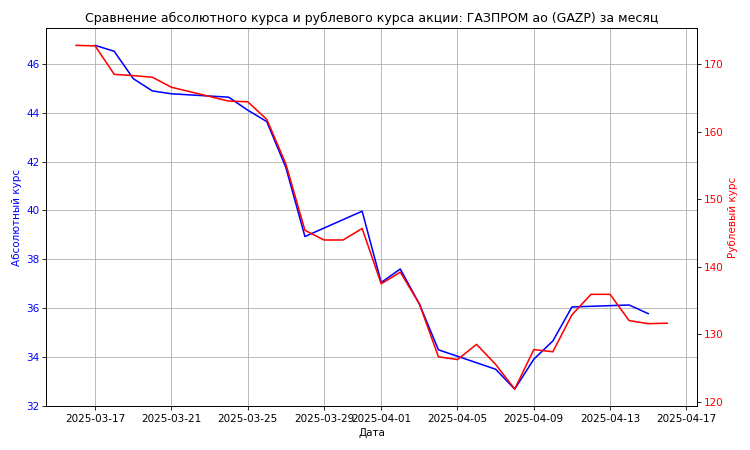 Сравнение абсолютного курса и рублевого курса акции: ГАЗПРОМ ао (GAZP) за месяц
46
44
42
40
38
36
34
32
Абсолютный курс
170
160
150
140
130
120
Рублевый курс
2025-03-17 2025-03-21 2025-03-25 2025-03-29 2025-04-01 2025-04-05 2025-04-09 2025-04-13 2025-04-17
Дата